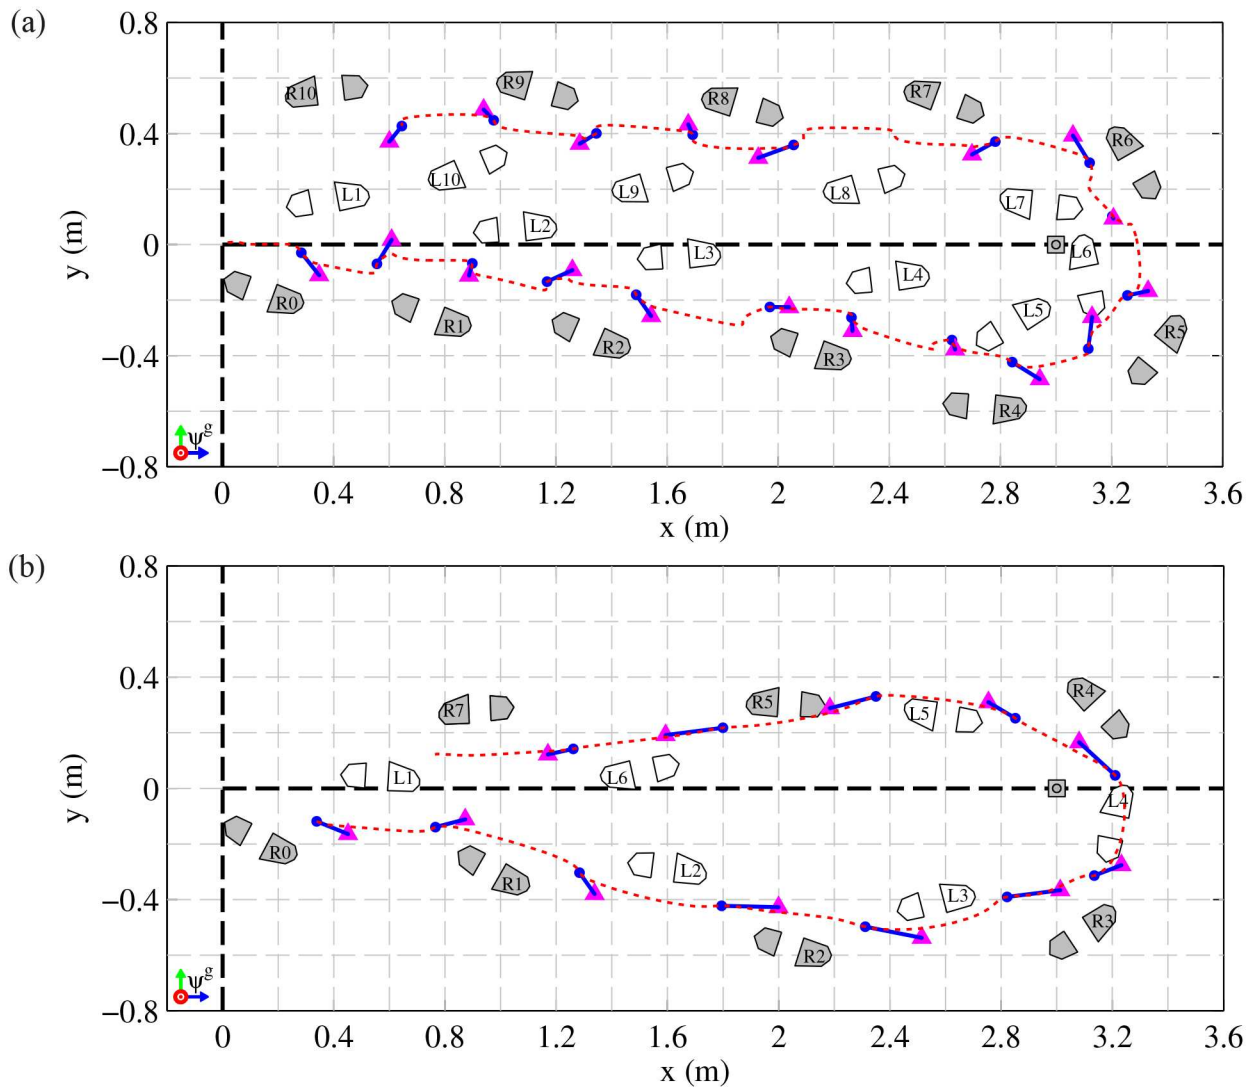 (a)
0.8
0.4
0
−0.4
−0.8
y (m)
R10
R9
R8
R7
R6
L10
L9
L8
L7
L1
L2
L3
L4
L5
L6
R0
R1
R2
R3
R4
R5
ψg
0 0.4 0.8 1.2 1.6 2 2.4 2.8 3.2 3.6
x (m)
(b)
0.8
0.4
0
−0.4
−0.8
y (m)
R7
R5
L5
R4
L1
L6
L4
R0
R1
L2
L3
R3
R2
ψg
0 0.4 0.8 1.2 1.6 2 2.4 2.8 3.2 3.6
x (m)